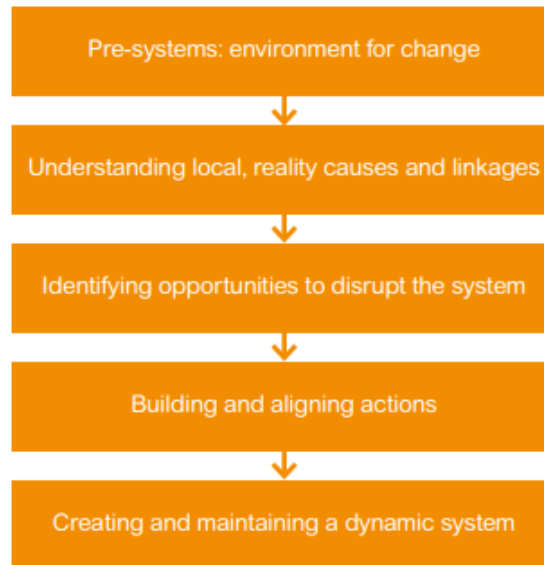 Pre-systems: environment for change
Understanding local, reality causes and linkages
Identifying opportunities to disrupt the system
Building and aligning actions
Creating and maintaining a dynamic system